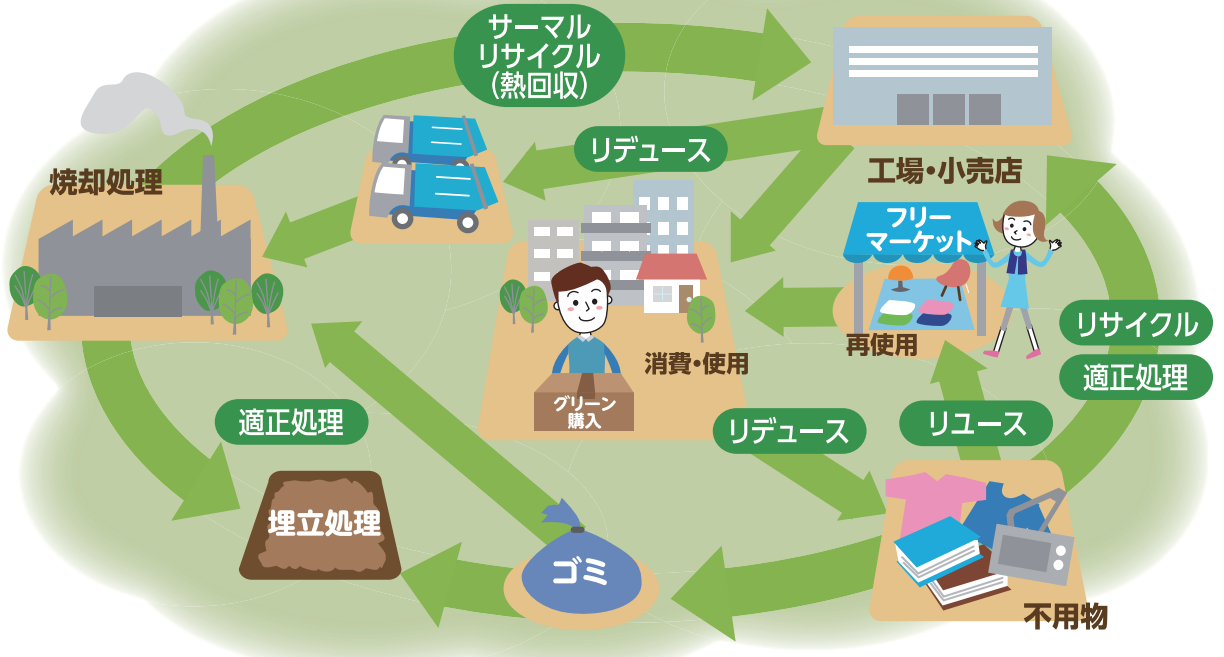 サーマル
リサイクル
(熱回収)
リデュース
焼却処理
工場・小売店
フリー
マーケット
再使用
リサイクル
適正処理
消費・使用
グリーン
購入
適正処理
リデュース
リユース
埋立処理
ゴミ
不用物